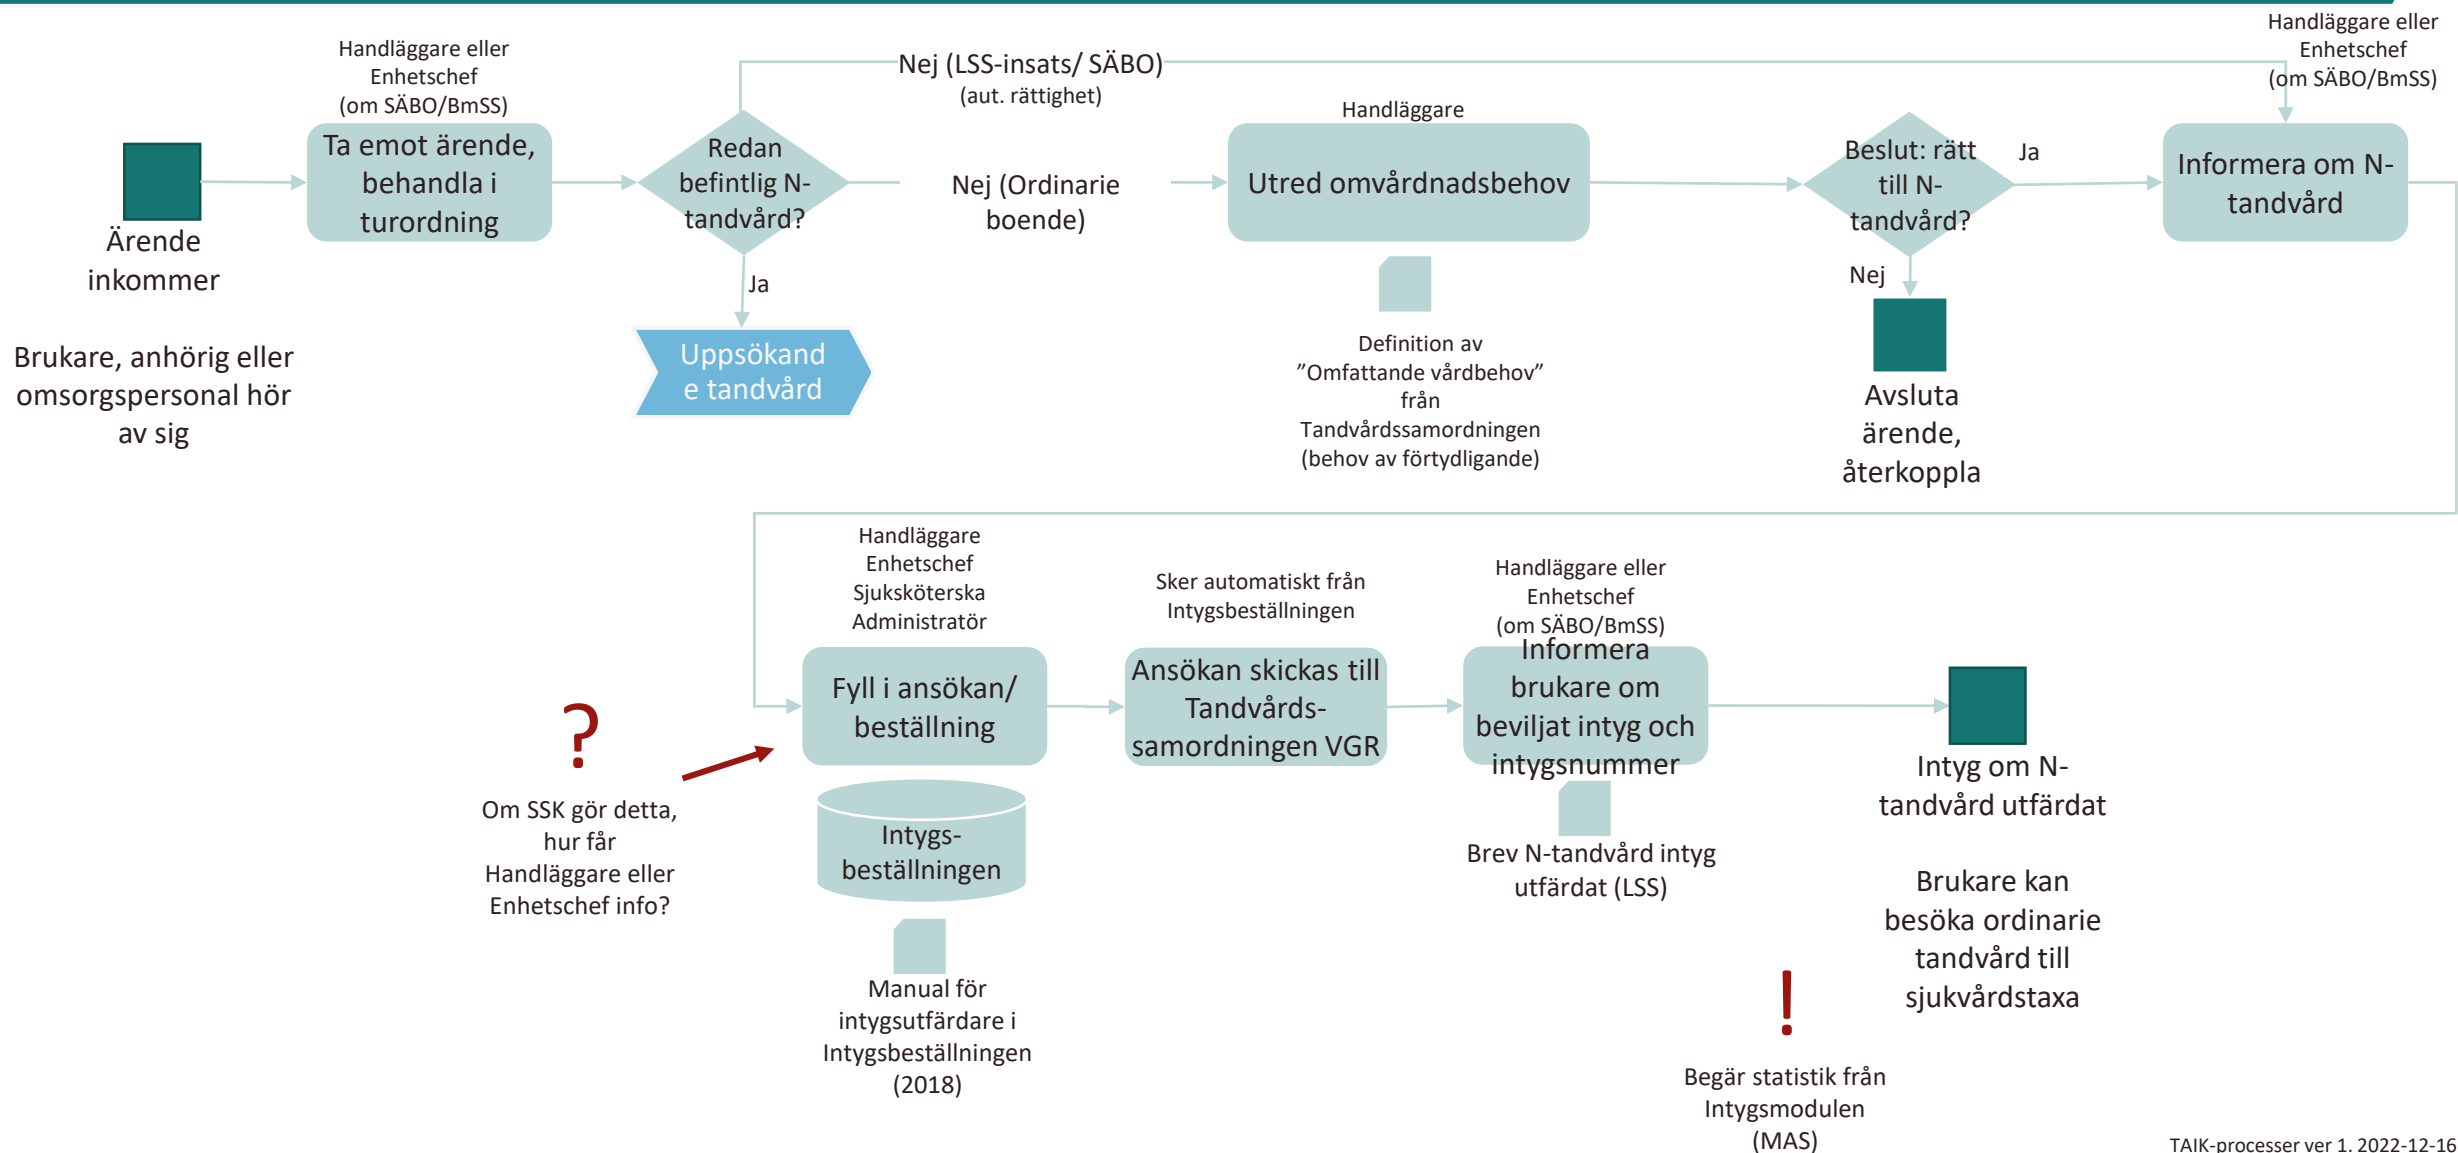 Handläggare eller
Enhetschef
(om SÄBO/BmSS)
Ta emot ärende,
behandla i
turordning
Ärende
inkommer
Brukare, anhörig eller
omsorgspersonal hör
av sig
Redan
befintlig N-
tandvård?
Nej (LSS-insats/ SÄBO)
(aut. rättighet)
Nej (Ordinarie
boende)
Ja
Uppsökand
e tandvård
Handläggare
Utred omvårdnadsbehov
Definition av
”Omfattande vårdbehov”
från
Tandvårdssamordningen
(behov av förtydligande)
Beslut: rätt
till N-
tandvård?
Ja
Nej
Avsluta
ärende,
återkoppla
Handläggare eller
Enhetschef
(om SÄBO/BmSS)
Informera om N-
tandvård
Handläggare
Enhetschef
Sjuksköterska
Administratör
Fyll i ansökan/
beställning
?
Om SSK gör detta,
hur får
Handläggare eller
Enhetschef info?
Intygs-
beställningen
Manual för
intygsutfärdare i
Intygsbeställningen
(2018)
Sker automatiskt från
Intygsbeställningen
Ansökan skickas till
Tandvårds-
samordningen VGR
Handläggare eller
Enhetschef
(om SÄBO/BmSS)
Informera
brukare om
beviljat intyg och
intygsnummer
Brev N-tandvård intyg
utfärdat (LSS)
Intyg om N-
tandvård utfärdat
Brukare kan
besöka ordinarie
tandvård till
sjukvårdstaxa
!
Begär statistik från
Intygsmodulen
(MAS)
TAIK-processer ver 1. 2022-12-16